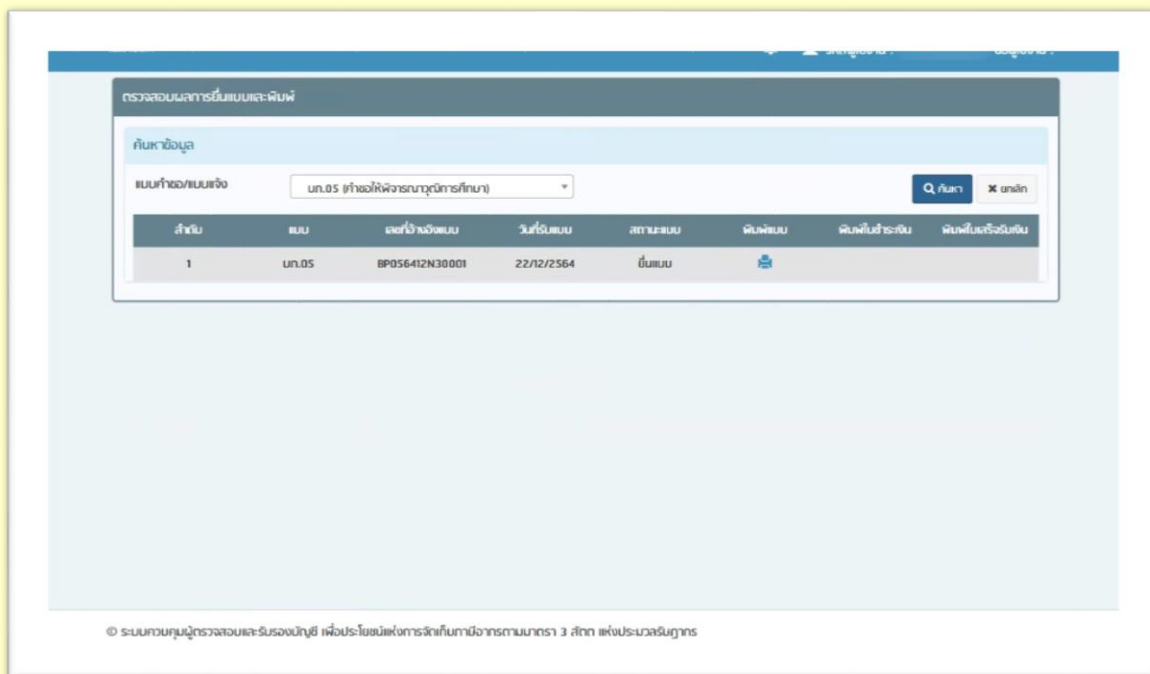 ตรวจสอบผลการยื่นแบบและพิมพ์
ค้นหาข้อมูล
แบบคำขอ/แบบแจ้ง บภ.05 (คำขอให้พิจารณาวุฒิการศึกษา) ค้นหา ยกเลิก
ลำดับ แบบ เลขที่อ้างอิงแบบ วันที่รับแบบ สถานะแบบ พิมพ์แบบ พิมพ์ใบชำระเงิน พิมพ์ใบเสร็จรับเงิน
1 บภ.05 BP056412N30001 22/12/2564 ยื่นแบบ
© ระบบควบคุมผู้ตรวจสอบและรับรองบัญชี เพื่อประโยชน์แห่งการจัดเก็บภาษีอากรตามมาตรา 3 สัตต แห่งประมวลรัษฎากร